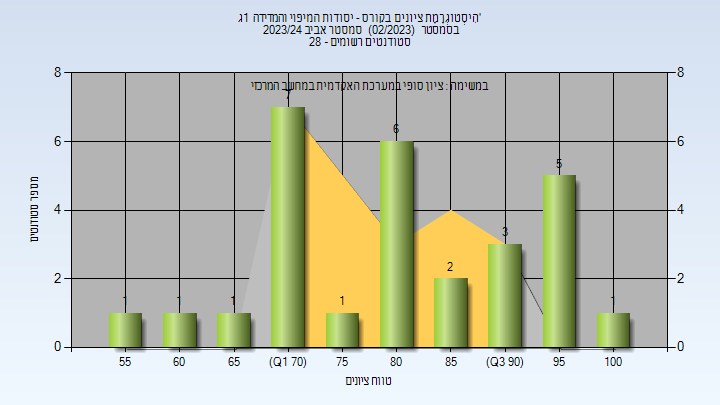 היסטוגרמת ציונים בקורס - יסודות המיפוי והמדידה 1ג'
בסמסטר (02/2023) סמסטר אביב 2023/24
סטודנטים רשומים - 28
במשימה: ציון סופי במערכת האקדמית במחשב המרכזי
8 8
6 6
4 4
2 2
0 0
מספר סטודנטים
1 1 1 7 1 6 2 3 5 1
55 60 65 (Q1 70) 75 80 85 (Q3 90) 95 100
טווח ציונים